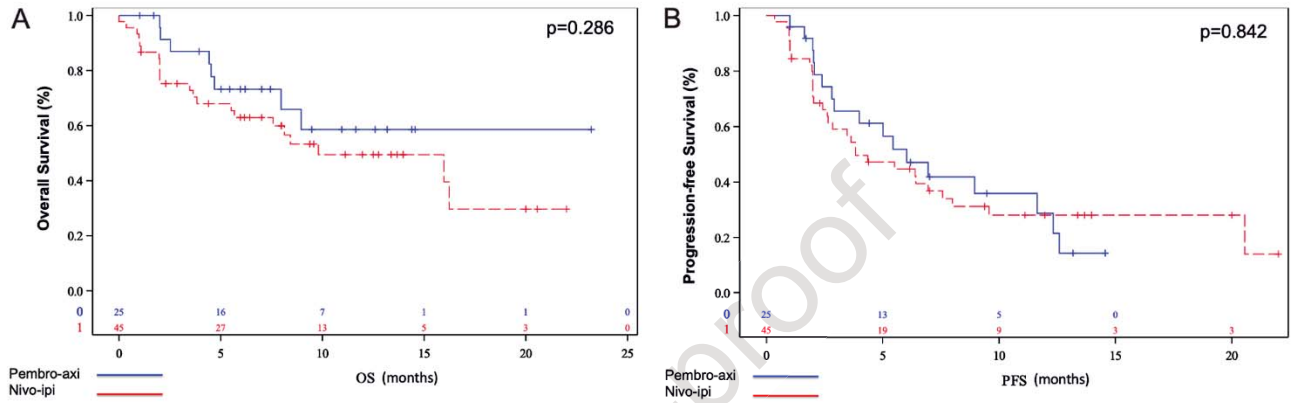 A
p=0.286
1.0
0.8
0.6
0.4
0.2
0.0
Overall Survival (%)
0 25 16 7 1 1 0
1 45 27 13 5 3 0
0 5 10 15 20 25
OS (months)
Pembro-axi
Nivo-ipi
B
p=0.842
1.0
0.8
0.6
0.4
0.2
0.0
Progression-free Survival (%)
0 25 13 5 0
1 45 19 9 3 3
0 5 10 15 20
PFS (months)
Pembro-axi
Nivo-ipi
proof